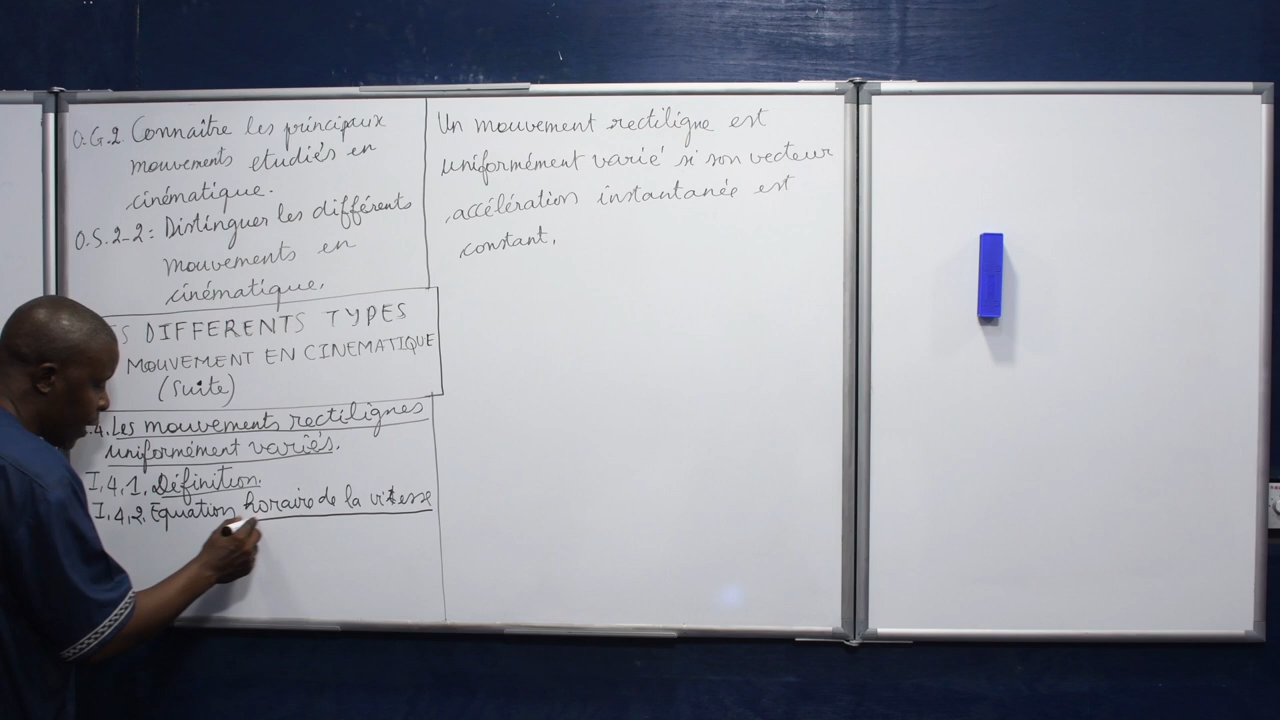 O.G.2 Connaître les principaux
mouvements etudiés en
cinématique.
O.S.2-2: Distinguer les différents
mouvements en
cinématique.
S DIFFERENTS TYPES
MOUVEMENT EN CINEMATIQUE
(Suite)
4. Les mouvements rectilignes
uniformément variés.
I.4.1. Définition.
I.4.2. Equation horaire de la vitesse
Un mouvement rectiligne est
uniformément varié si son vecteur
accélération instantanée est
constant.